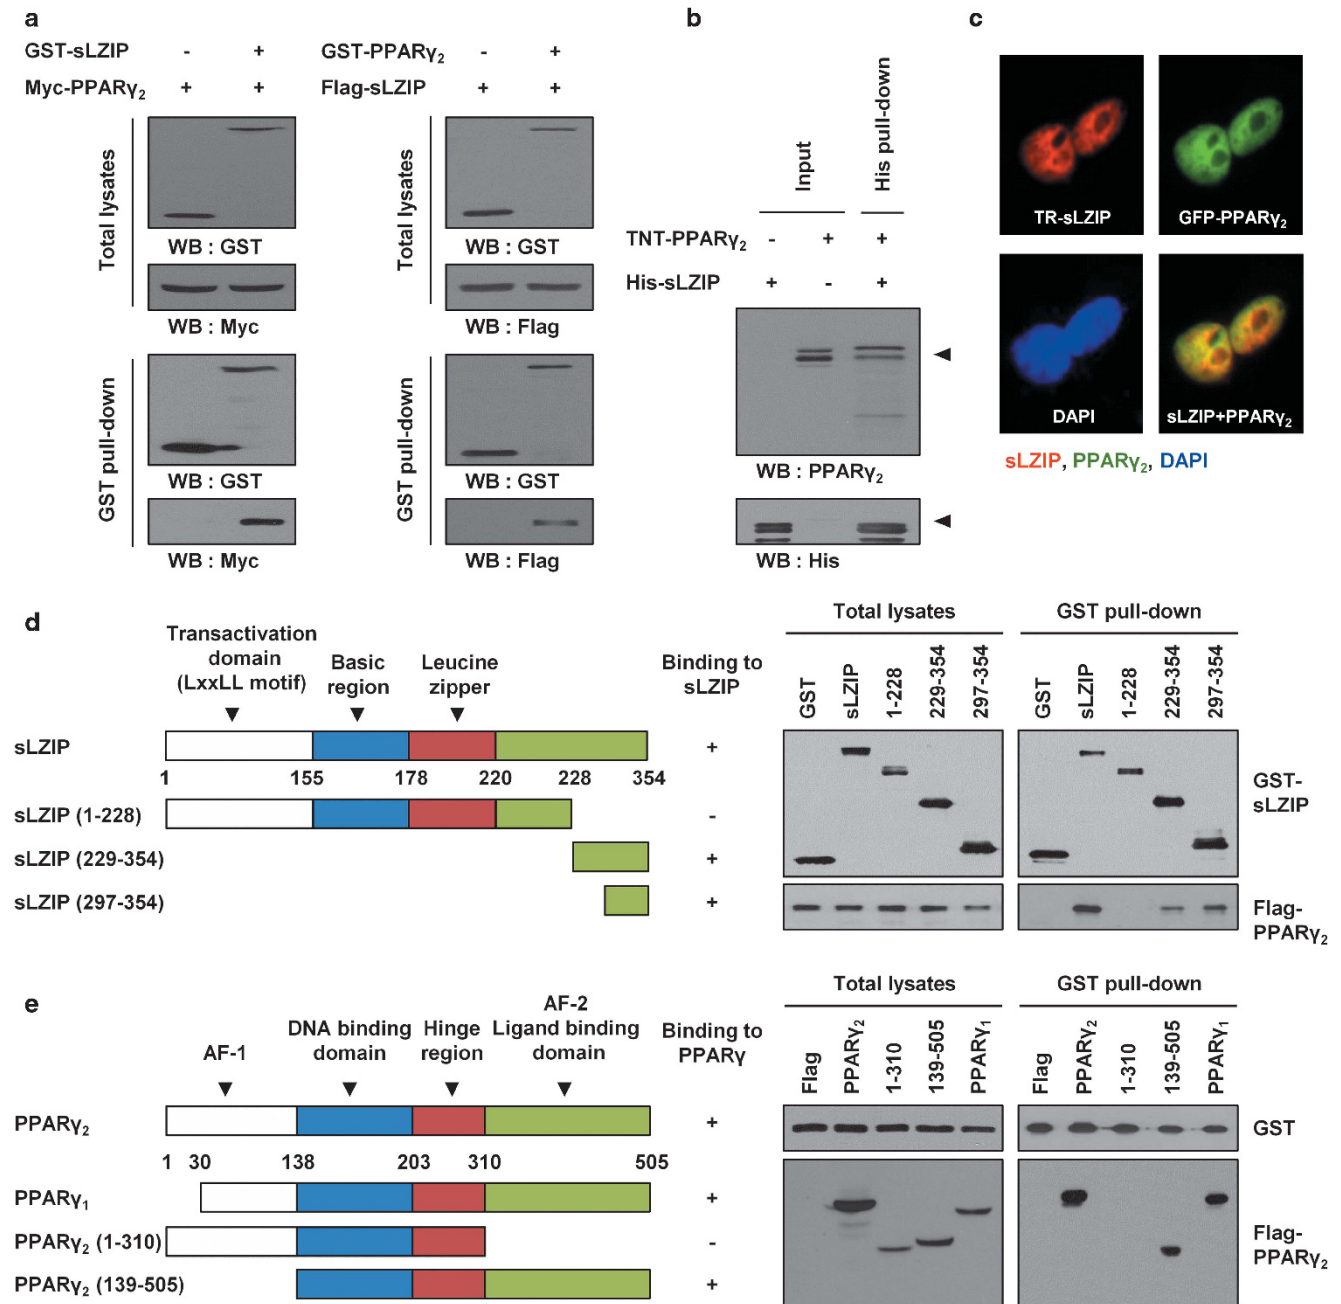 a
GST-sLZIP - +
Myc-PPARγ2 + +
Total lysates
WB : GST
WB : Myc
GST pull-down
WB : GST
WB : Myc
GST-PPARγ2 - +
Flag-sLZIP + +
Total lysates
WB : GST
WB : Flag
GST pull-down
WB : GST
WB : Flag
b
Input
His pull-down
TNT-PPARγ2 - + +
His-sLZIP + - +
WB : PPARγ2
WB : His
c
TR-sLZIP
GFP-PPARγ2
DAPI
sLZIP+PPARγ2
sLZIP, PPARγ2, DAPI
d
Transactivation
domain
(LxxLL motif)
Basic
region
Leucine
zipper
Binding to
sLZIP
sLZIP +
1 155 178 220 228 354
sLZIP (1-228) -
sLZIP (229-354) +
sLZIP (297-354) +
Total lysates
GST
sLZIP
1-228
229-354
297-354
GST pull-down
GST
sLZIP
1-228
229-354
297-354
GST-
sLZIP
Flag-
PPARγ2
e
AF-1
DNA binding
domain
Hinge
region
AF-2
Ligand binding
domain
Binding to
PPARγ
PPARγ2 +
1 30 138 203 310 505
PPARγ1 +
PPARγ2 (1-310) -
PPARγ2 (139-505) +
Total lysates
Flag
PPARγ2
1-310
139-505
PPARγ1
GST pull-down
Flag
PPARγ2
1-310
139-505
PPARγ1
GST
Flag-
PPARγ2